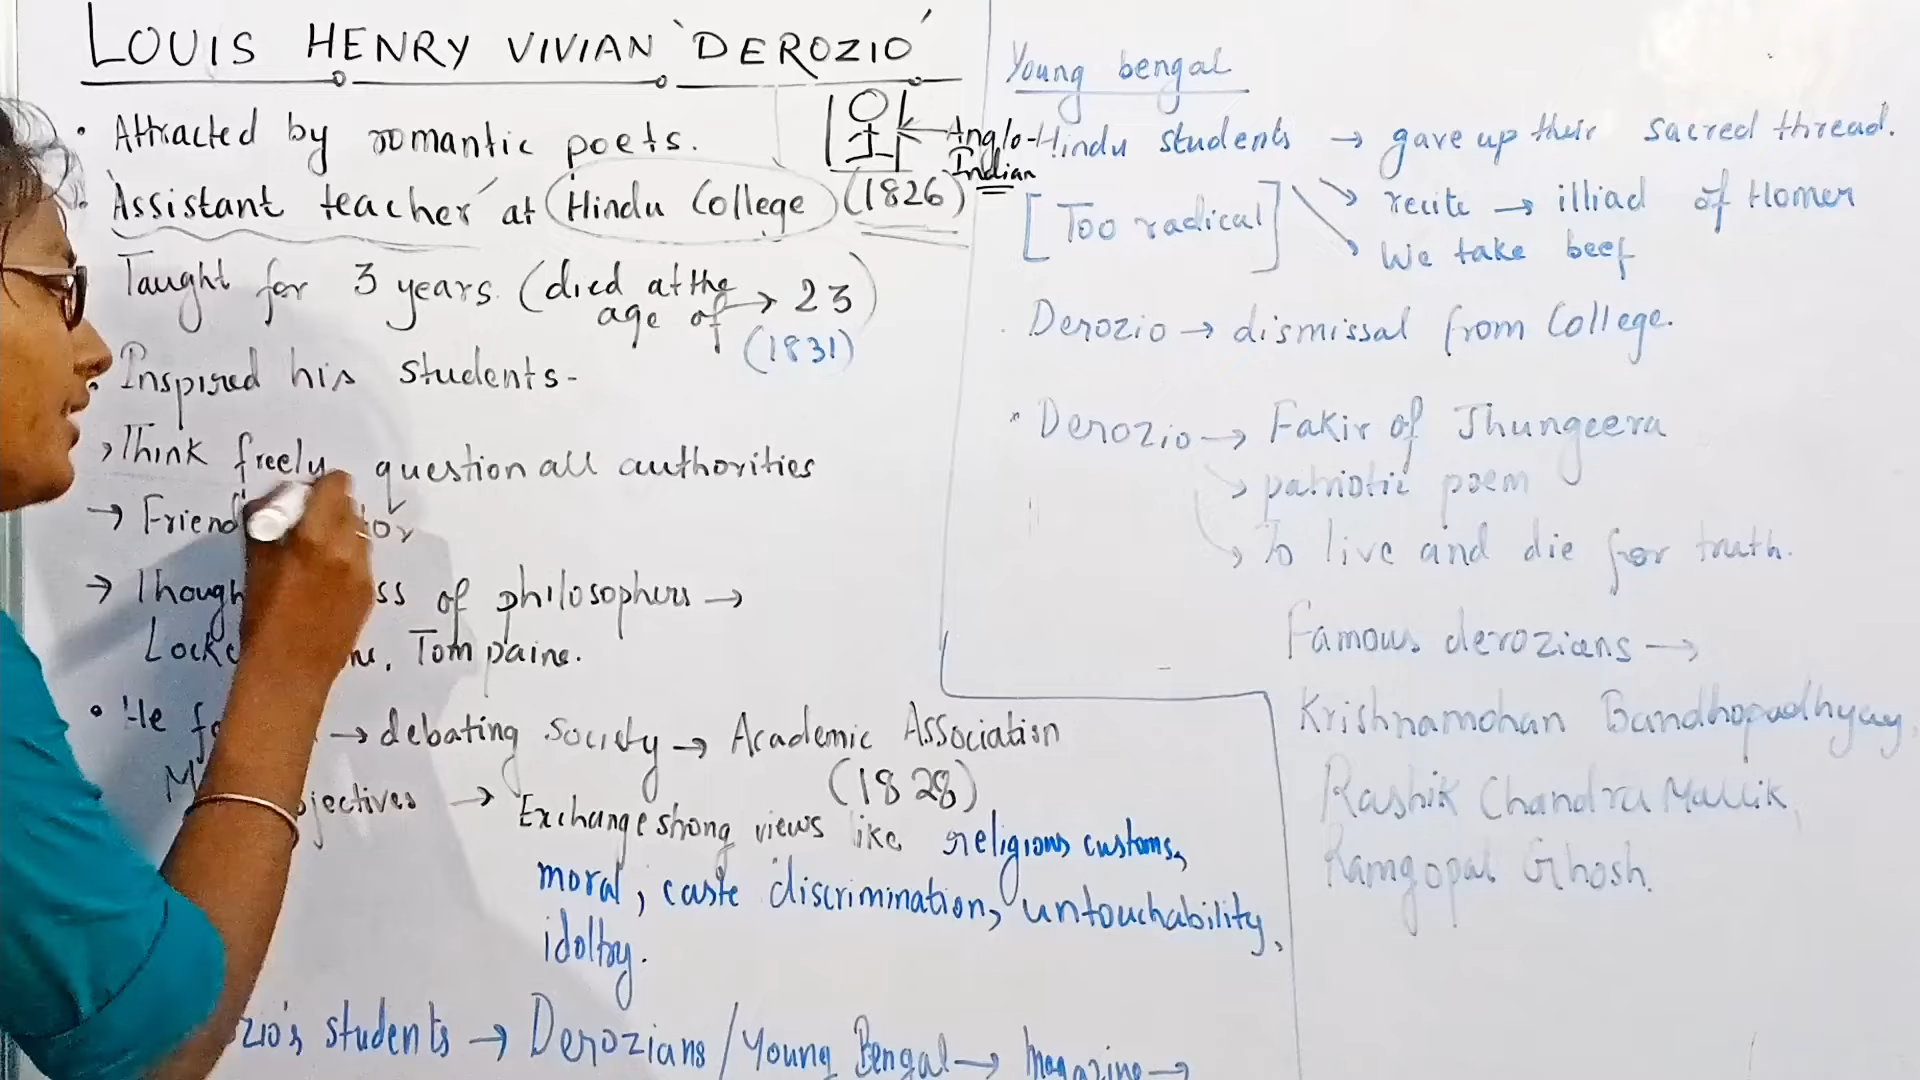 LOUIS HENRY VIVIAN 'DEROZIO'
• Attracted by romantic poets.
Anglo-
Indian
• Assistant teacher at Hindu College (1826)
Taught for 3 years. (died at the
age of → 23)
(1831)
• Inspired his students-
→ Think freely question all authorities
→
→ of philosophers →
Tom paine.
• He → debating society → Academic Association
(1828)
→ Exchange strong views like religious customs,
moral, caste discrimination, untouchability,
idoltry.
students → Derozians/Young Bengal → Magazine →
Young bengal
Hindu students → gave up their sacred thread.
[Too radical] → recite → illiad of Homer
→ We take beef
Derozio → dismissal from College.
• Derozio → Fakir of Jhungeera
→ patriotic poem
→ To live and die for truth.
Famous derozians →
Krishnamohan Bandhopadhyay,
Rashik Chandra Mallik,
Ramgopal Ghosh.